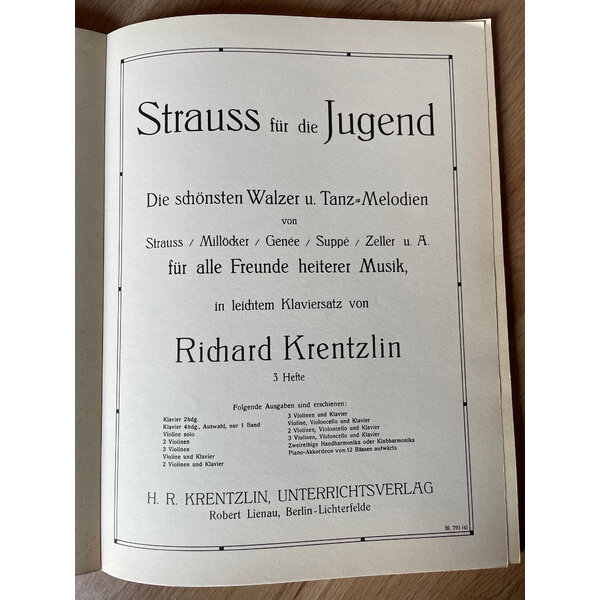 Strauss für die Jugend
Die schönsten Walzer u. Tanz=Melodien
von
Strauss / Millöcker / Genée / Suppé / Zeller u. A.
für alle Freunde heiterer Musik,
in leichtem Klaviersatz von
Richard Krentzlin
3 Hefte
Folgende Ausgaben sind erschienen:
Klavier 2hdg.
Klavier 4hdg., Auswahl, nur 1 Band
Violine solo
2 Violinen
3 Violinen
Violine und Klavier
2 Violinen und Klavier
3 Violinen und Klavier
Violine, Violoncello und Klavier
2 Violinen, Violoncello und Klavier
3 Violinen, Violoncello und Klavier
Zweireihige Handharmonika oder Klubharmonika
Piano-Akkordeon von 12 Bässen aufwärts
H. R. KRENTZLIN, UNTERRICHTSVERLAG
Robert Lienau, Berlin-Lichterfelde